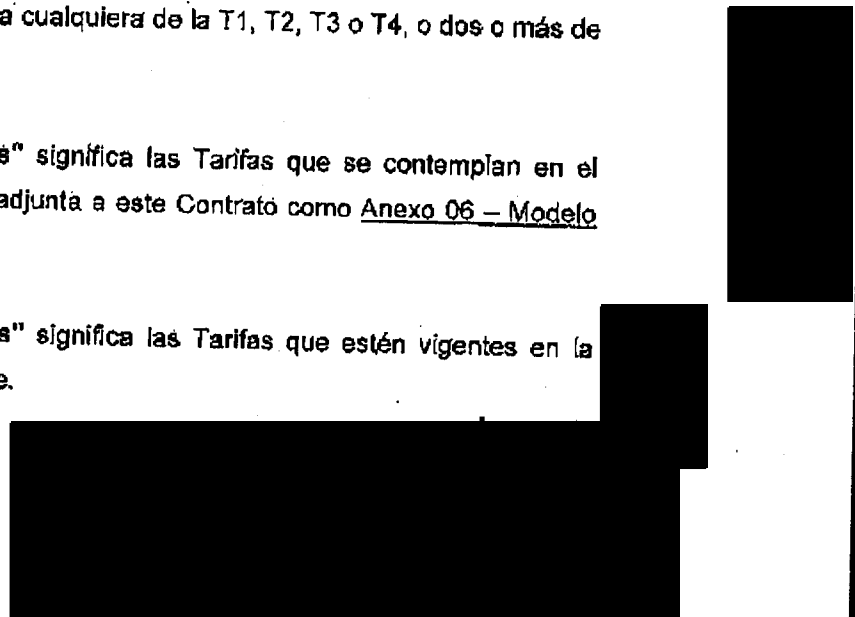 a cualquiera de la T1, T2, T3 o T4, o dos o más de
s" significa las Tarifas que se contemplan en el
adjunta a este Contrato como Anexo 06 – Modelo
s" significa las Tarifas que estén vigentes en la
e.